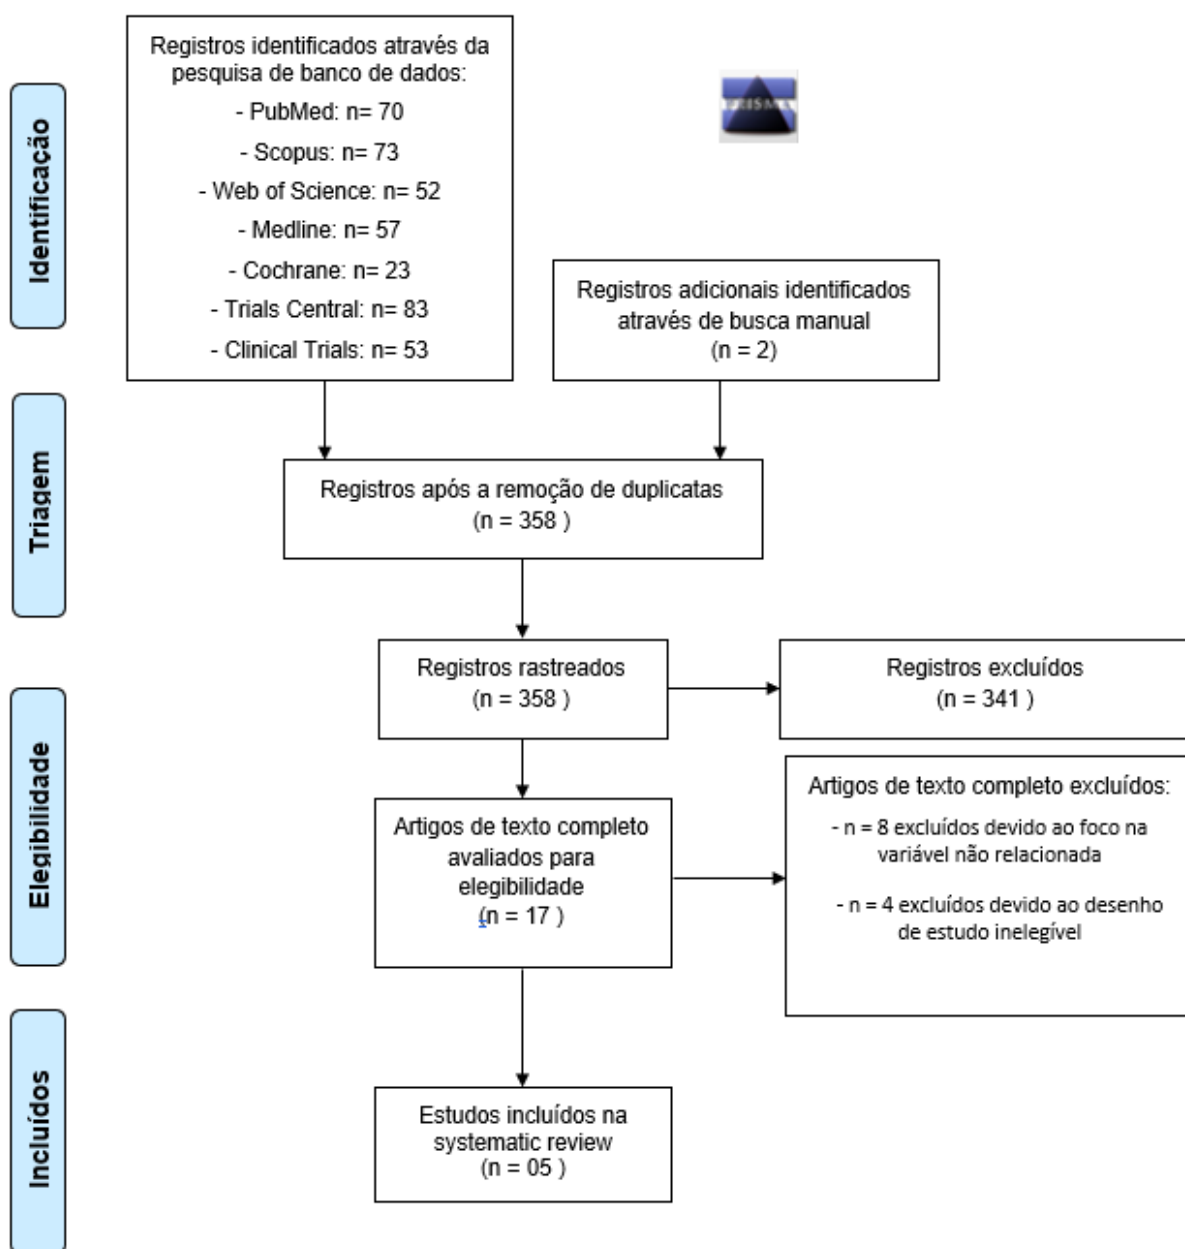 Identificação
Registros identificados através da
pesquisa de banco de dados:
- PubMed: n= 70
- Scopus: n= 73
- Web of Science: n= 52
- Medline: n= 57
- Cochrane: n= 23
- Trials Central: n= 83
- Clinical Trials: n= 53
PRISMA
Registros adicionais identificados
através de busca manual
(n = 2)
Triagem
Registros após a remoção de duplicatas
(n = 358 )
Registros rastreados
(n = 358 )
Registros excluídos
(n = 341 )
Elegibilidade
Artigos de texto completo
avaliados para
elegibilidade
(n = 17 )
Artigos de texto completo excluídos:
- n = 8 excluídos devido ao foco na
variável não relacionada
- n = 4 excluídos devido ao desenho
de estudo inelegível
Incluídos
Estudos incluídos na
systematic review
(n = 05 )